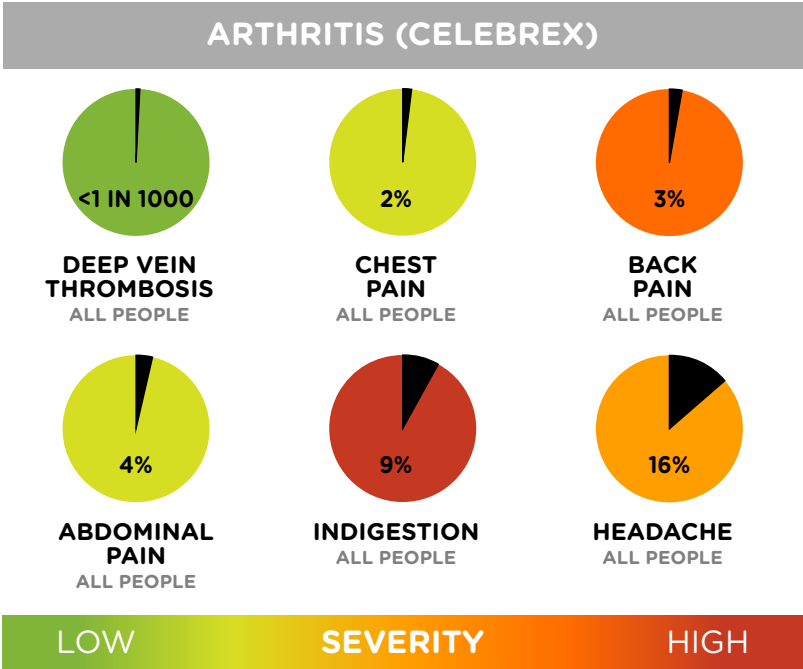 ARTHRITIS (CELEBREX)
<1 IN 1000
DEEP VEIN
THROMBOSIS
ALL PEOPLE
2%
CHEST
PAIN
ALL PEOPLE
3%
BACK
PAIN
ALL PEOPLE
4%
ABDOMINAL
PAIN
ALL PEOPLE
9%
INDIGESTION
ALL PEOPLE
16%
HEADACHE
ALL PEOPLE
LOW SEVERITY HIGH